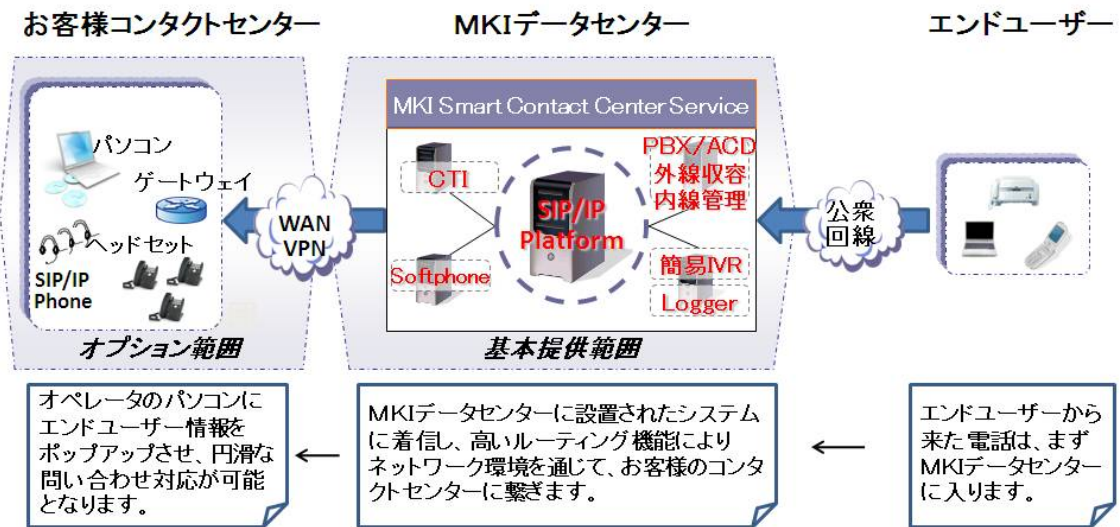 お客様コンタクトセンター
MKIデータセンター
エンドユーザー
パソコン
ゲートウェイ
ヘッドセット
SIP/IP
Phone
オプション範囲
WAN
VPN
MKI Smart Contact Center Service
CTI
Softphone
SIP/IP
Platform
PBX/ACD
外線収容
内線管理
簡易IVR
Logger
基本提供範囲
公衆
回線
オペレータのパソコンに
エンドユーザー情報を
ポップアップさせ、円滑な
問い合わせ対応が可能
となります。
←
MKIデータセンターに設置されたシステム
に着信し、高いルーティング機能により
ネットワーク環境を通じて、お客様のコンタ
クトセンターに繋ぎます。
←
エンドユーザーから
来た電話は、まず
MKIデータセンター
に入ります。